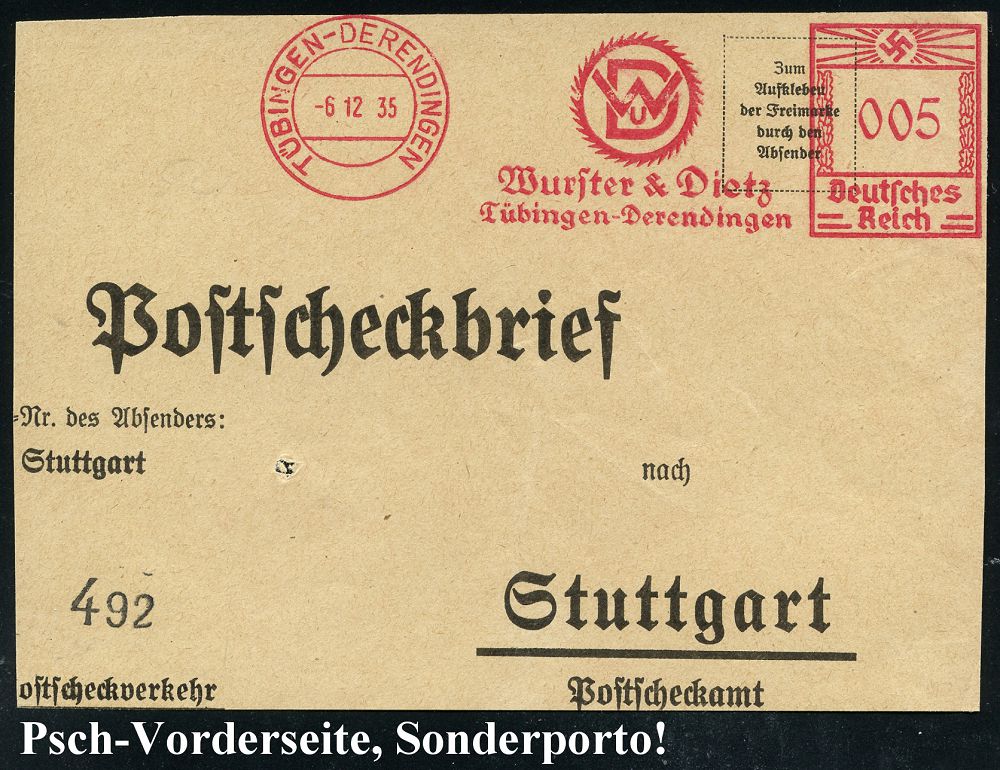 TÜBINGEN-DERENDINGEN
-6.12 35
WUD
Wurster & Dietz
Tübingen-Derendingen
Zum
Aufkleben
der Freimarke
durch den
Absender
005
Deutsches
Reich
Postscheckbrief
=Nr. des Absenders:
Stuttgart
nach
492
Stuttgart
ostscheckverkehr
Postscheckamt
Psch-Vorderseite, Sonderporto!